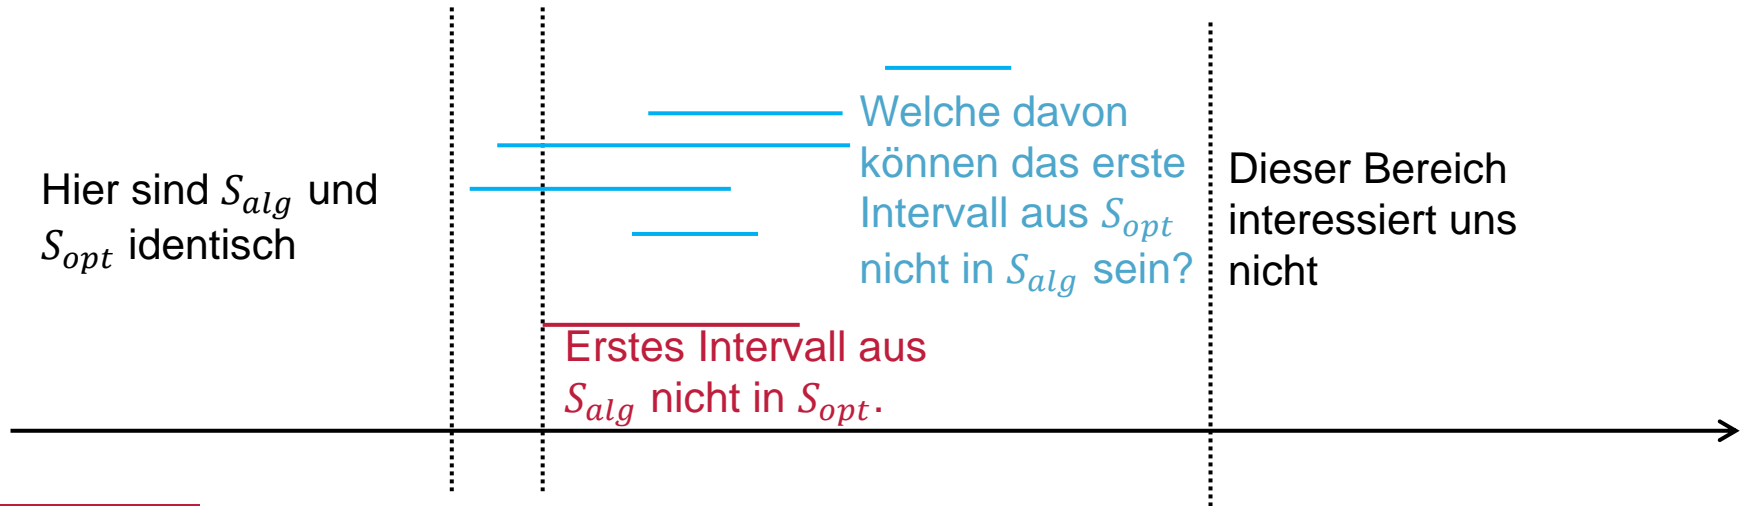 Hier sind S_alg und
S_opt identisch
Welche davon
können das erste
Intervall aus S_opt
nicht in S_alg sein?
Erstes Intervall aus
S_alg nicht in S_opt.
Dieser Bereich
interessiert uns
nicht